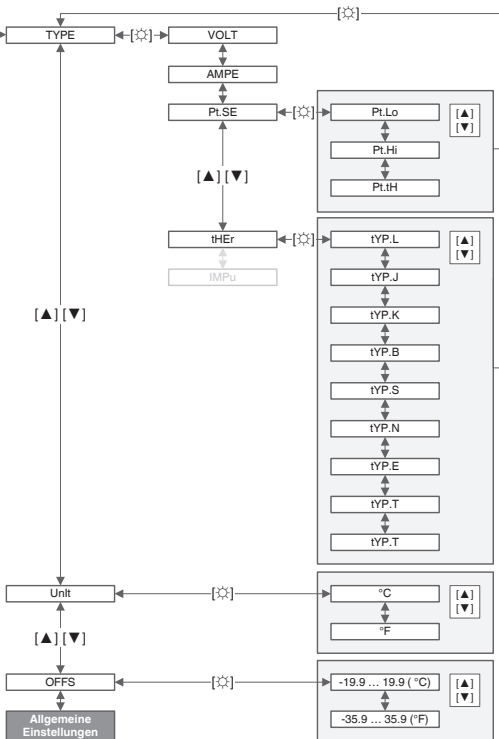 [☼]
TYPE [☼] VOLT
AMPE
Pt.SE [☼] Pt.Lo [▲]
[▼]
Pt.Hi
[▲] [▼] Pt.tH
tHEr [☼] tYP.L [▲]
[▼]
IMPu tYP.J
[▲] [▼] tYP.K
tYP.B
tYP.S
tYP.N
tYP.E
tYP.T
tYP.T
UnIt [☼] °C [▲]
[▼]
°F
[▲] [▼]
OFFS [☼] -19.9 ... 19.9 ( °C) [▲]
[▼]
Allgemeine
Einstellungen -35.9 ... 35.9 (°F)